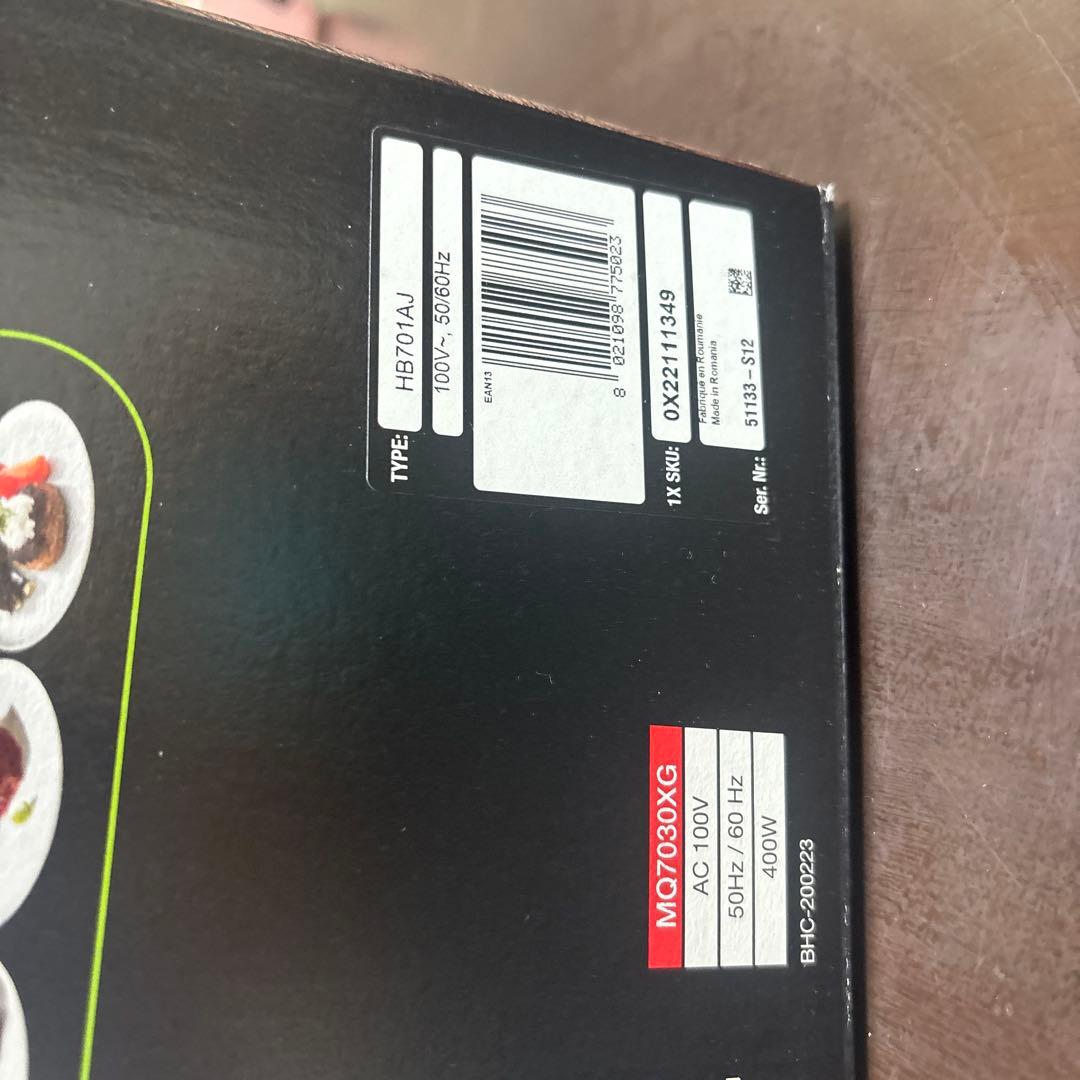 TYPE: HB701AJ
100V~, 50/60Hz
EAN13
8 021098 775023
1X SKU: 0X22111349
Fabriqué en Roumanie
Made in Romania
Ser. Nr.: 51133 – S12
MQ7030XG
AC 100V
50Hz / 60 Hz
400W
BHC-200223